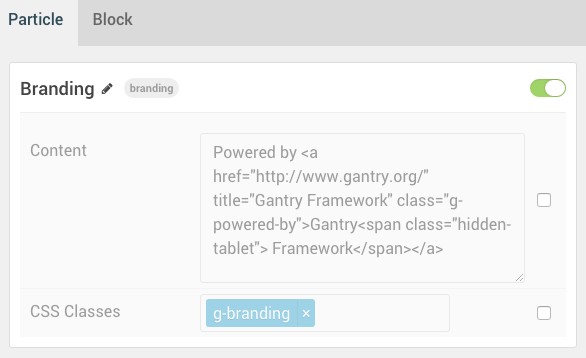 Particle Block
Branding branding
Content
Powered by <a
href="http://www.gantry.org/"
title="Gantry Framework" class="g-
powered-by">Gantry<span class="hidden-
tablet"> Framework</span></a>
CSS Classes
g-branding ×